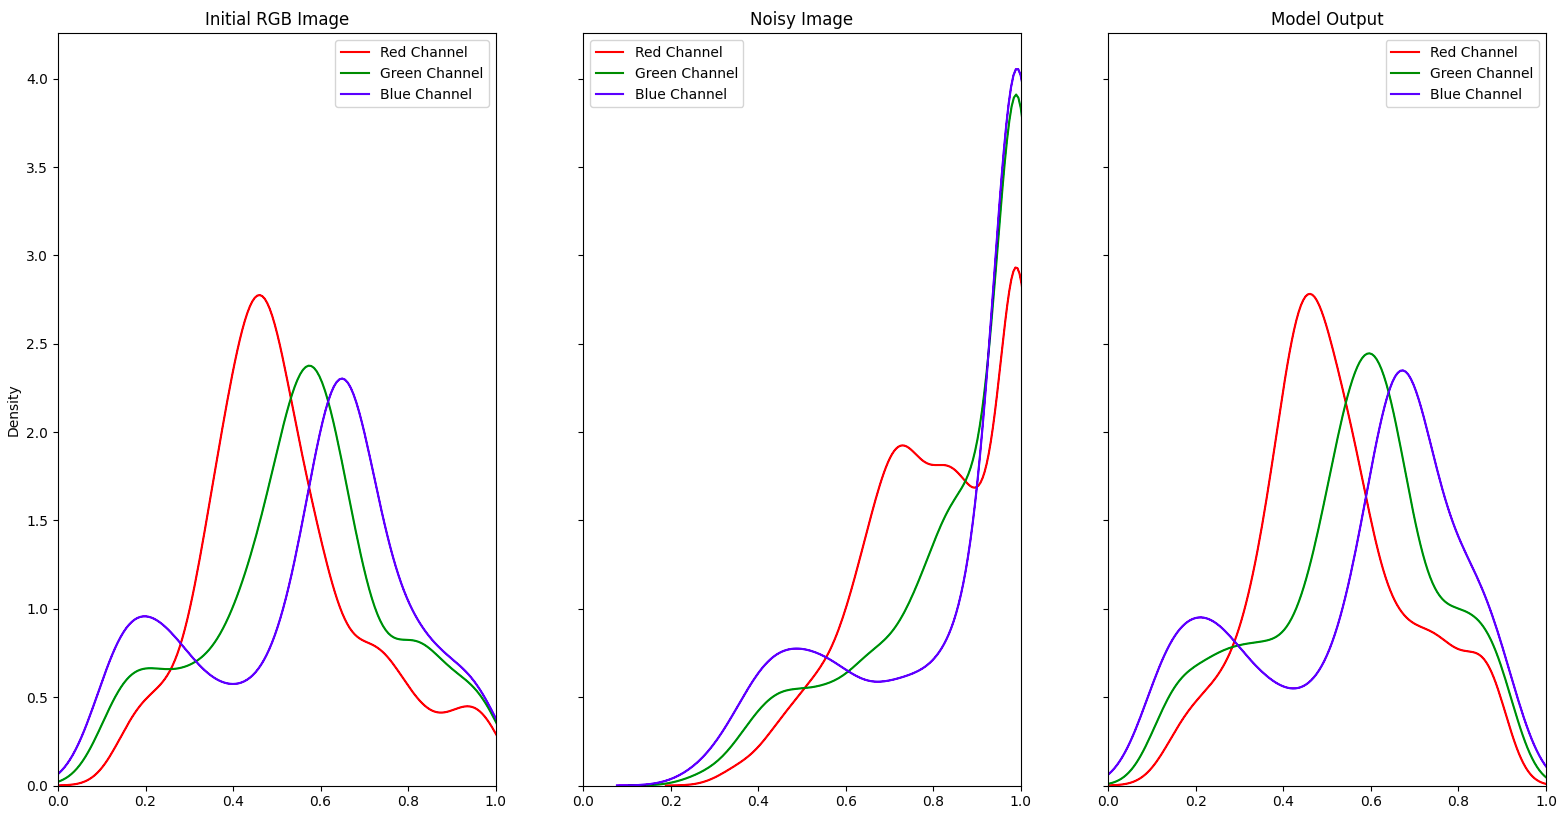 Initial RGB Image
Red Channel
Green Channel
Blue Channel
Density
4.0
3.5
3.0
2.5
2.0
1.5
1.0
0.5
0.0
0.0 0.2 0.4 0.6 0.8 1.0
Noisy Image
Red Channel
Green Channel
Blue Channel
0.0 0.2 0.4 0.6 0.8 1.0
Model Output
Red Channel
Green Channel
Blue Channel
0.0 0.2 0.4 0.6 0.8 1.0